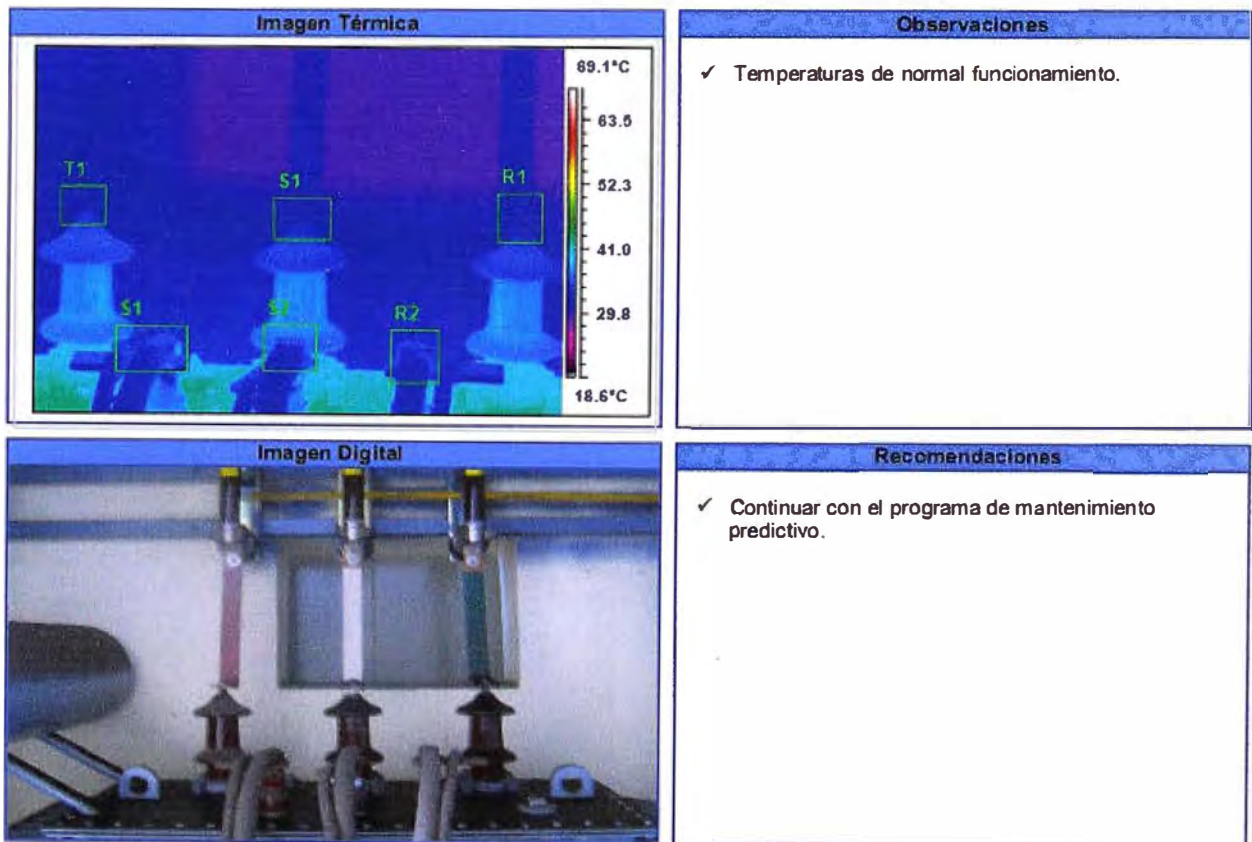 Imagen Térmica
69.1°C
63.5
52.3
41.0
29.8
18.6°C
T1
S1
R1
S1
S2
R2
Observaciones
✓ Temperaturas de normal funcionamiento.
Imagen Digital
Recomendaciones
✓ Continuar con el programa de mantenimiento
predictivo.